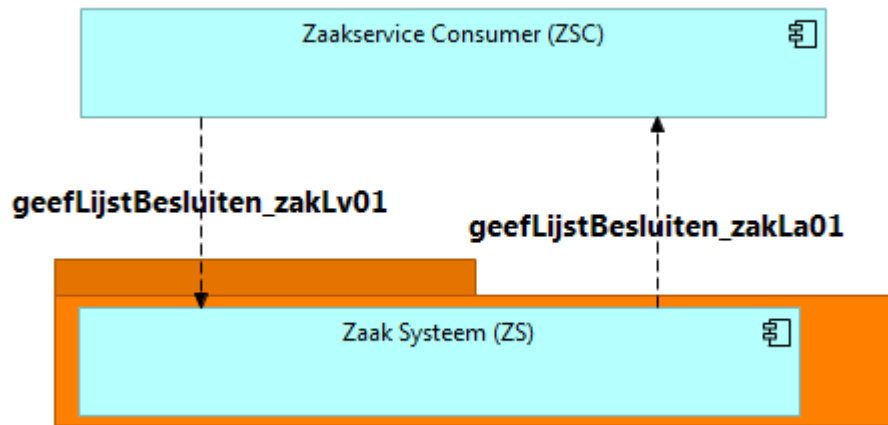 Zaakservice Consumer (ZSC)
geefLijstBesluiten_zakLv01
geefLijstBesluiten_zakLa01
Zaak Systeem (ZS)